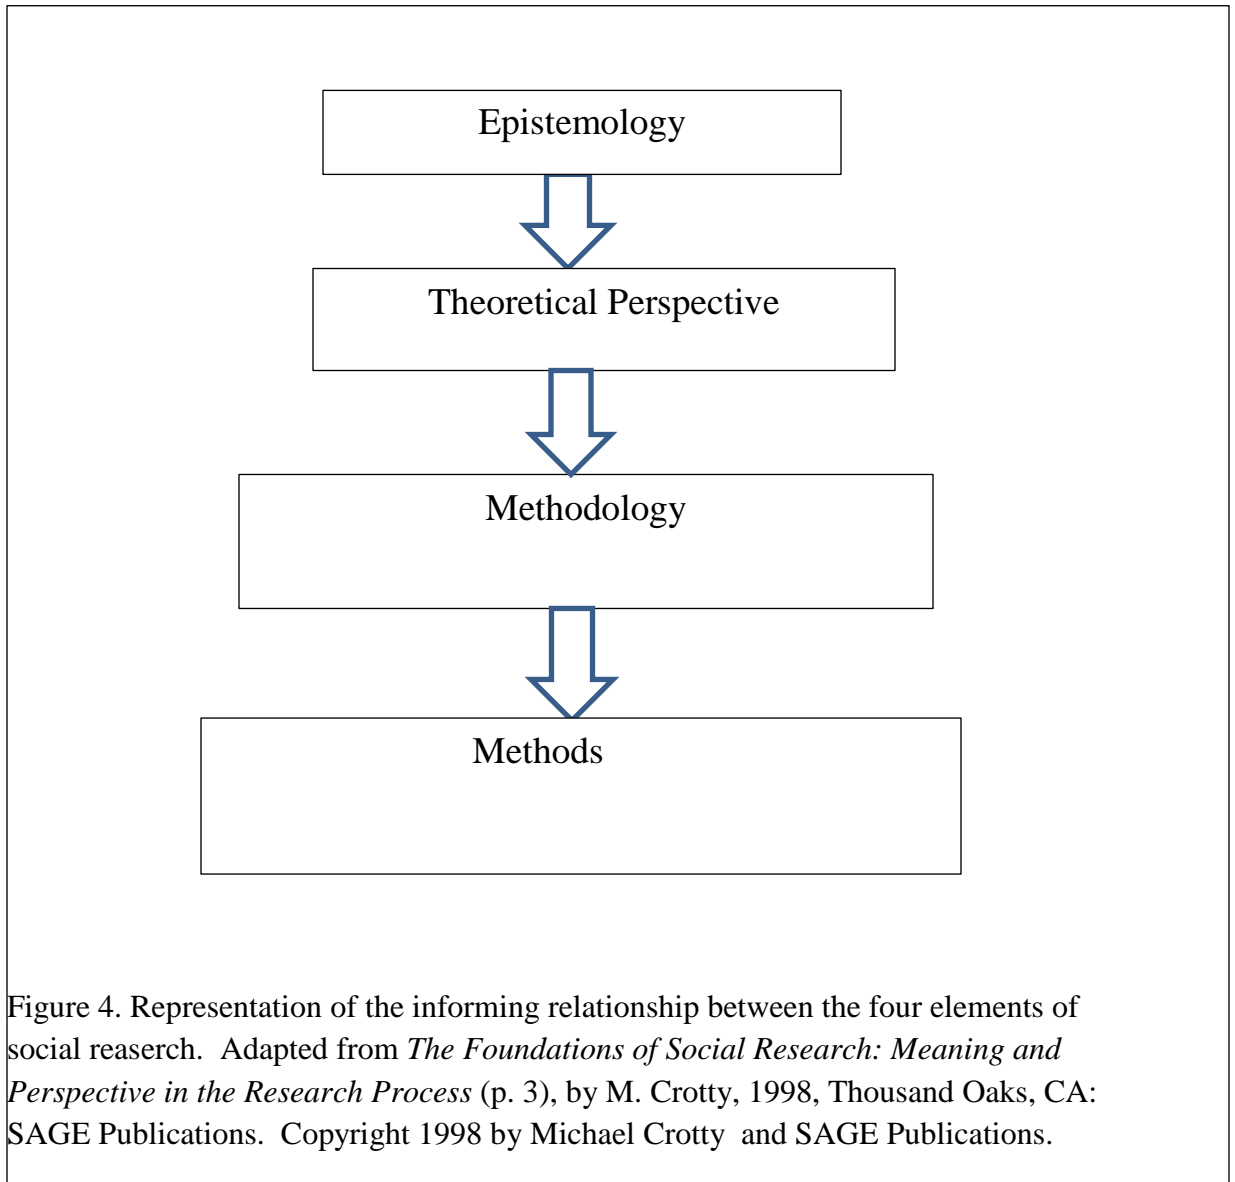 Epistemology
Theoretical Perspective
Methodology
Methods
Figure 4. Representation of the informing relationship between the four elements of
social reaserch.  Adapted from The Foundations of Social Research: Meaning and
Perspective in the Research Process (p. 3), by M. Crotty, 1998, Thousand Oaks, CA:
SAGE Publications.  Copyright 1998 by Michael Crotty  and SAGE Publications.